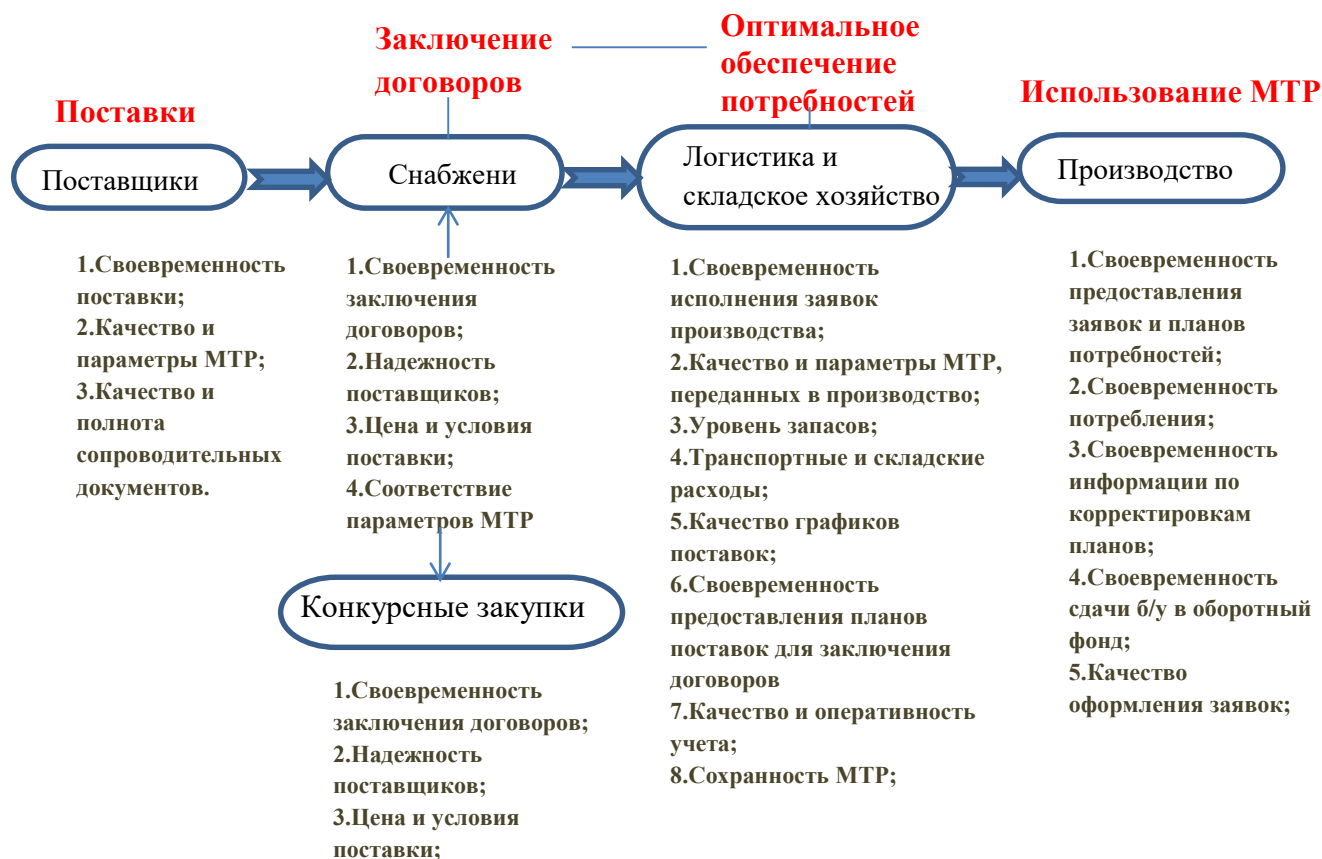 Заключение
договоров
Оптимальное
обеспечение
потребностей
Поставки
Использование МТР
Поставщики
Снабжени
Логистика и
складское хозяйство
Производство
1.Своевременность
поставки;
2.Качество и
параметры МТР;
3.Качество и
полнота
сопроводительных
документов.
1.Своевременность
заключения
договоров;
2.Надежность
поставщиков;
3.Цена и условия
поставки;
4.Соответствие
параметров МТР
Конкурсные закупки
1.Своевременность
заключения договоров;
2.Надежность
поставщиков;
3.Цена и условия
поставки;
1.Своевременность
исполнения заявок
производства;
2.Качество и параметры МТР,
переданных в производство;
3.Уровень запасов;
4.Транспортные и складские
расходы;
5.Качество графиков
поставок;
6.Своевременность
предоставления планов
поставок для заключения
договоров
7.Качество и оперативность
учета;
8.Сохранность МТР;
1.Своевременность
предоставления
заявок и планов
потребностей;
2.Своевременность
потребления;
3.Своевременность
информации по
корректировкам
планов;
4.Своевременность
сдачи б/у в оборотный
фонд;
5.Качество
оформления заявок;